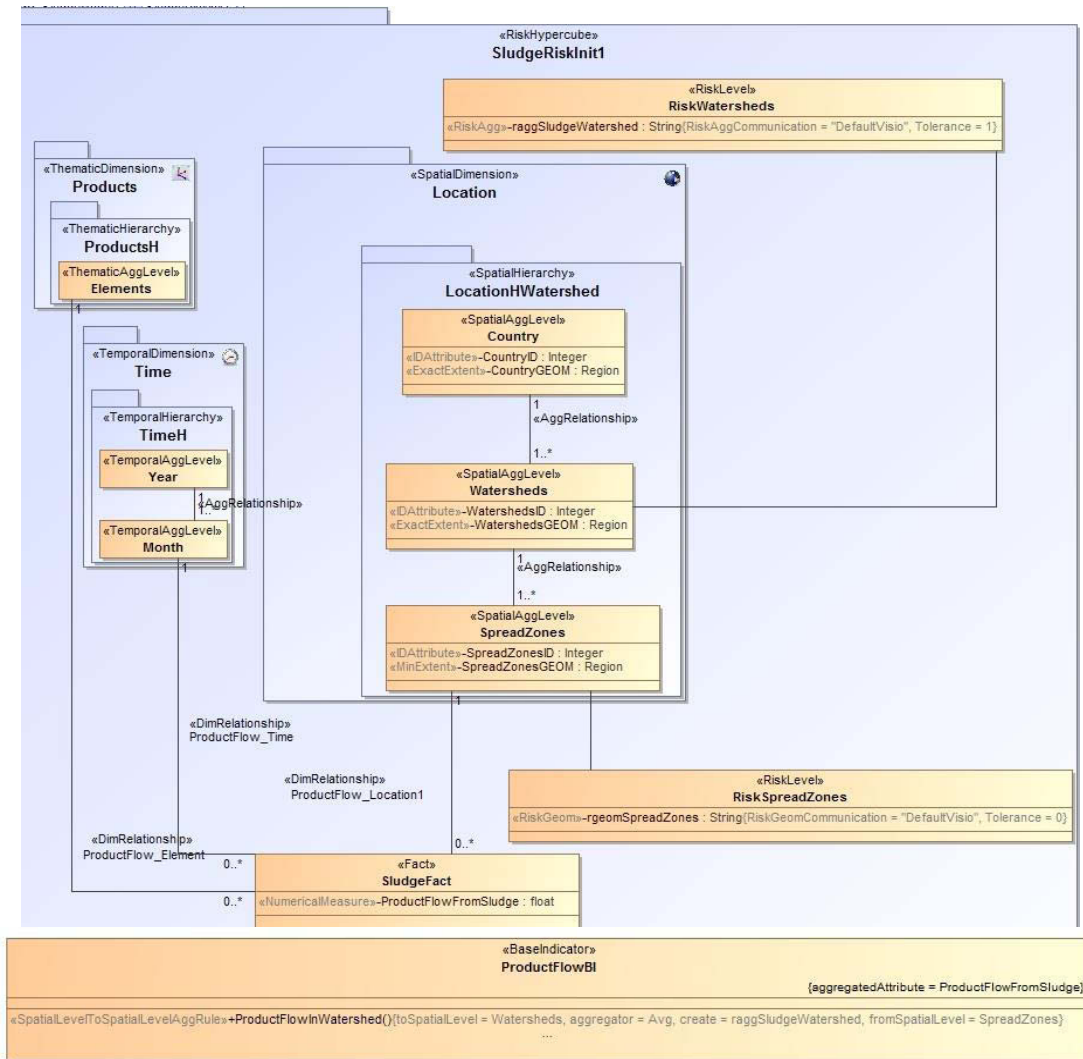 «RiskHypercube»
SludgeRiskInit1
«RiskLevel»
RiskWatersheds
«RiskAgg»-raggSludgeWatershed : String{RiskAggCommunication = "DefaultVisio", Tolerance = 1}
«ThematicDimension»
Products
«ThematicHierarchy»
ProductsH
«ThematicAggLevel»
Elements
1
«TemporalDimension»
Time
«TemporalHierarchy»
TimeH
«TemporalAggLevel»
Year
1
«AggRelationship»
1..*
«TemporalAggLevel»
Month
1
«SpatialDimension»
Location
«SpatialHierarchy»
LocationHWatershed
«SpatialAggLevel»
Country
«IDAttribute»-CountryID : Integer
«ExactExtent»-CountryGEOM : Region
1
«AggRelationship»
1..*
«SpatialAggLevel»
Watersheds
«IDAttribute»-WatershedsID : Integer
«ExactExtent»-WatershedsGEOM : Region
1
«AggRelationship»
1..*
«SpatialAggLevel»
SpreadZones
«IDAttribute»-SpreadZonesID : Integer
«MinExtent»-SpreadZonesGEOM : Region
1
«DimRelationship»
ProductFlow_Time
«DimRelationship»
ProductFlow_Location1
«RiskLevel»
RiskSpreadZones
«RiskGeom»-rgeomSpreadZones : String{RiskGeomCommunication = "DefaultVisio", Tolerance = 0}
«DimRelationship»
ProductFlow_Element
0..*
0..*
0..*
«Fact»
SludgeFact
«NumericalMeasure»-ProductFlowFromSludge : float
«BaseIndicator»
ProductFlowBI
{aggregatedAttribute = ProductFlowFromSludge}
«SpatialLevelToSpatialLevelAggRule»+ProductFlowInWatershed(){toSpatialLevel = Watersheds, aggregator = Avg, create = raggSludgeWatershed, fromSpatialLevel = SpreadZones}
...